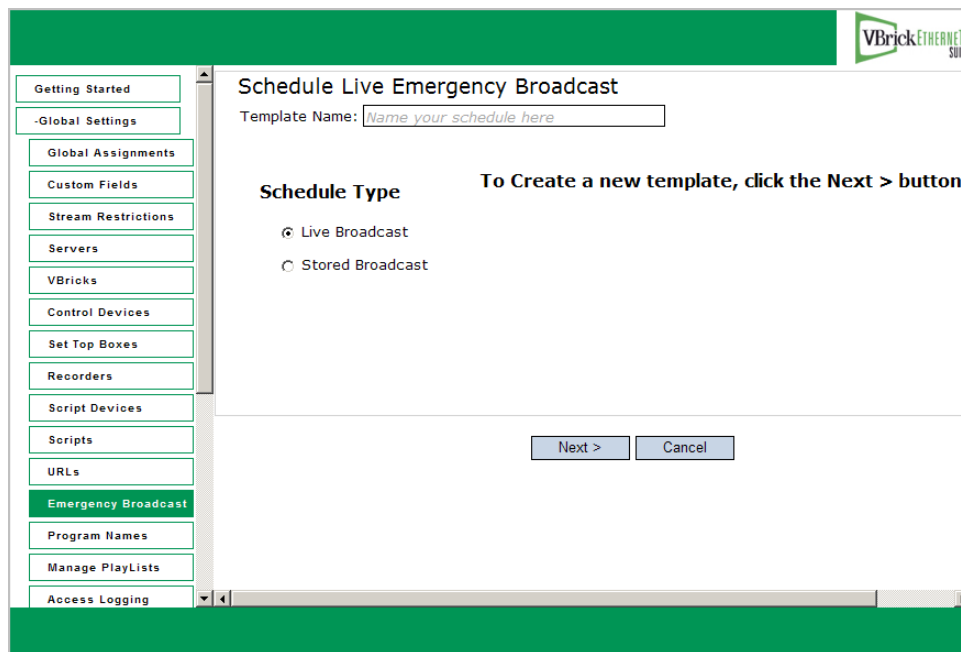 VBrick ETHERNET
SUI
Getting Started
-Global Settings
Global Assignments
Custom Fields
Stream Restrictions
Servers
VBricks
Control Devices
Set Top Boxes
Recorders
Script Devices
Scripts
URLs
Emergency Broadcast
Program Names
Manage PlayLists
Access Logging
Schedule Live Emergency Broadcast
Template Name: Name your schedule here
Schedule Type
To Create a new template, click the Next > button
Live Broadcast
Stored Broadcast
Next >
Cancel